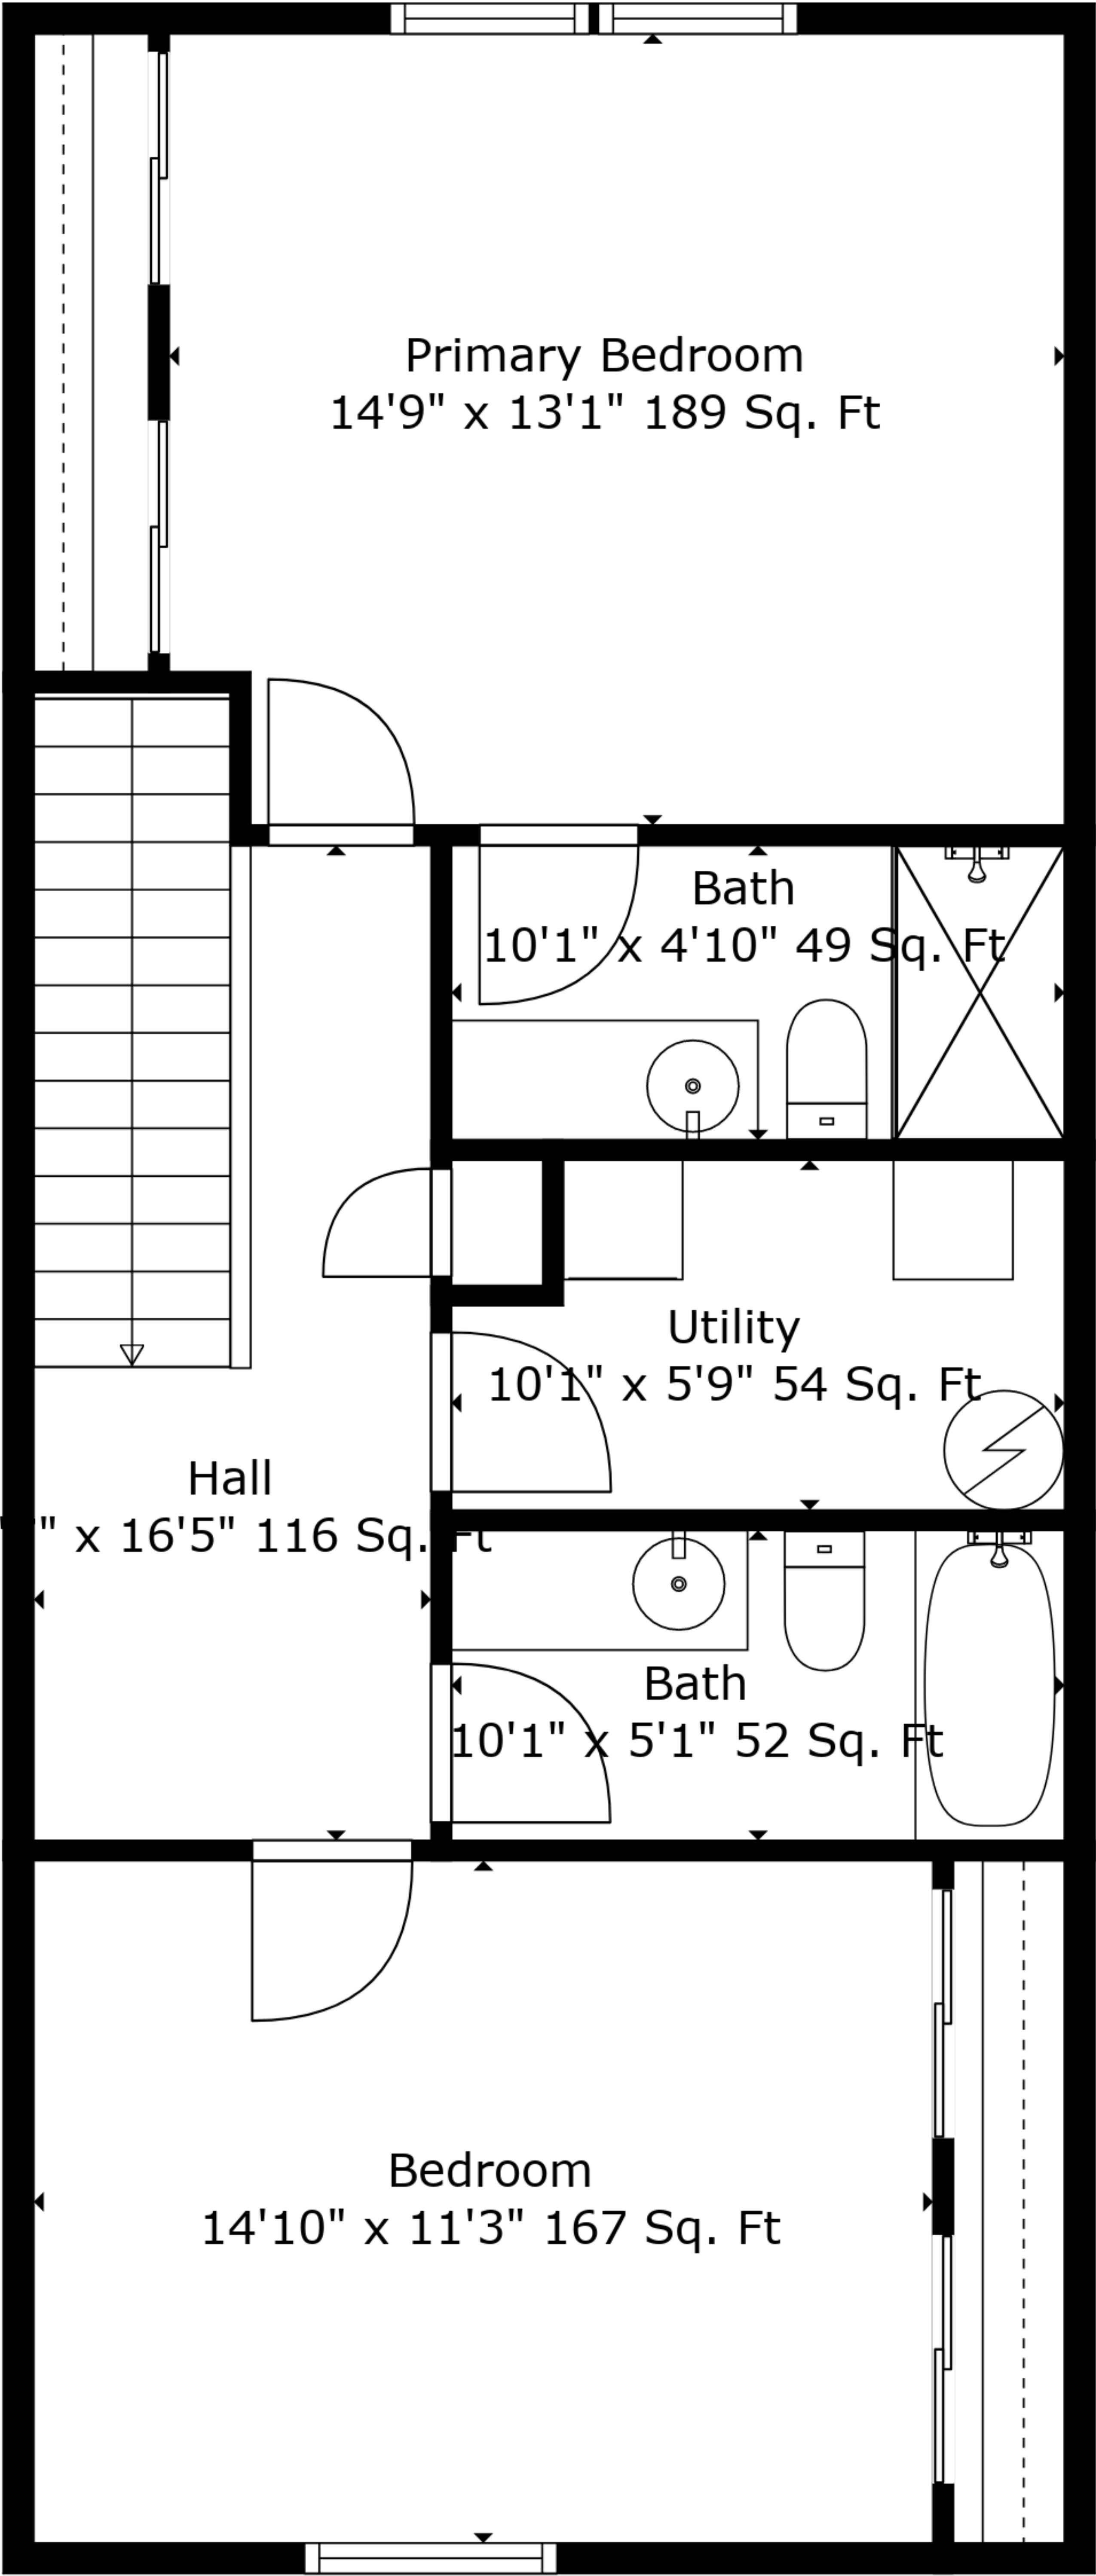 Primary Bedroom
14'9" x 13'1" 189 Sq. Ft
Bath
10'1" x 4'10" 49 Sq. Ft
Utility
10'1" x 5'9" 54 Sq. Ft
Hall
x 16'5" 116 Sq. Ft
Bath
10'1" x 5'1" 52 Sq. Ft
Bedroom
14'10" x 11'3" 167 Sq. Ft